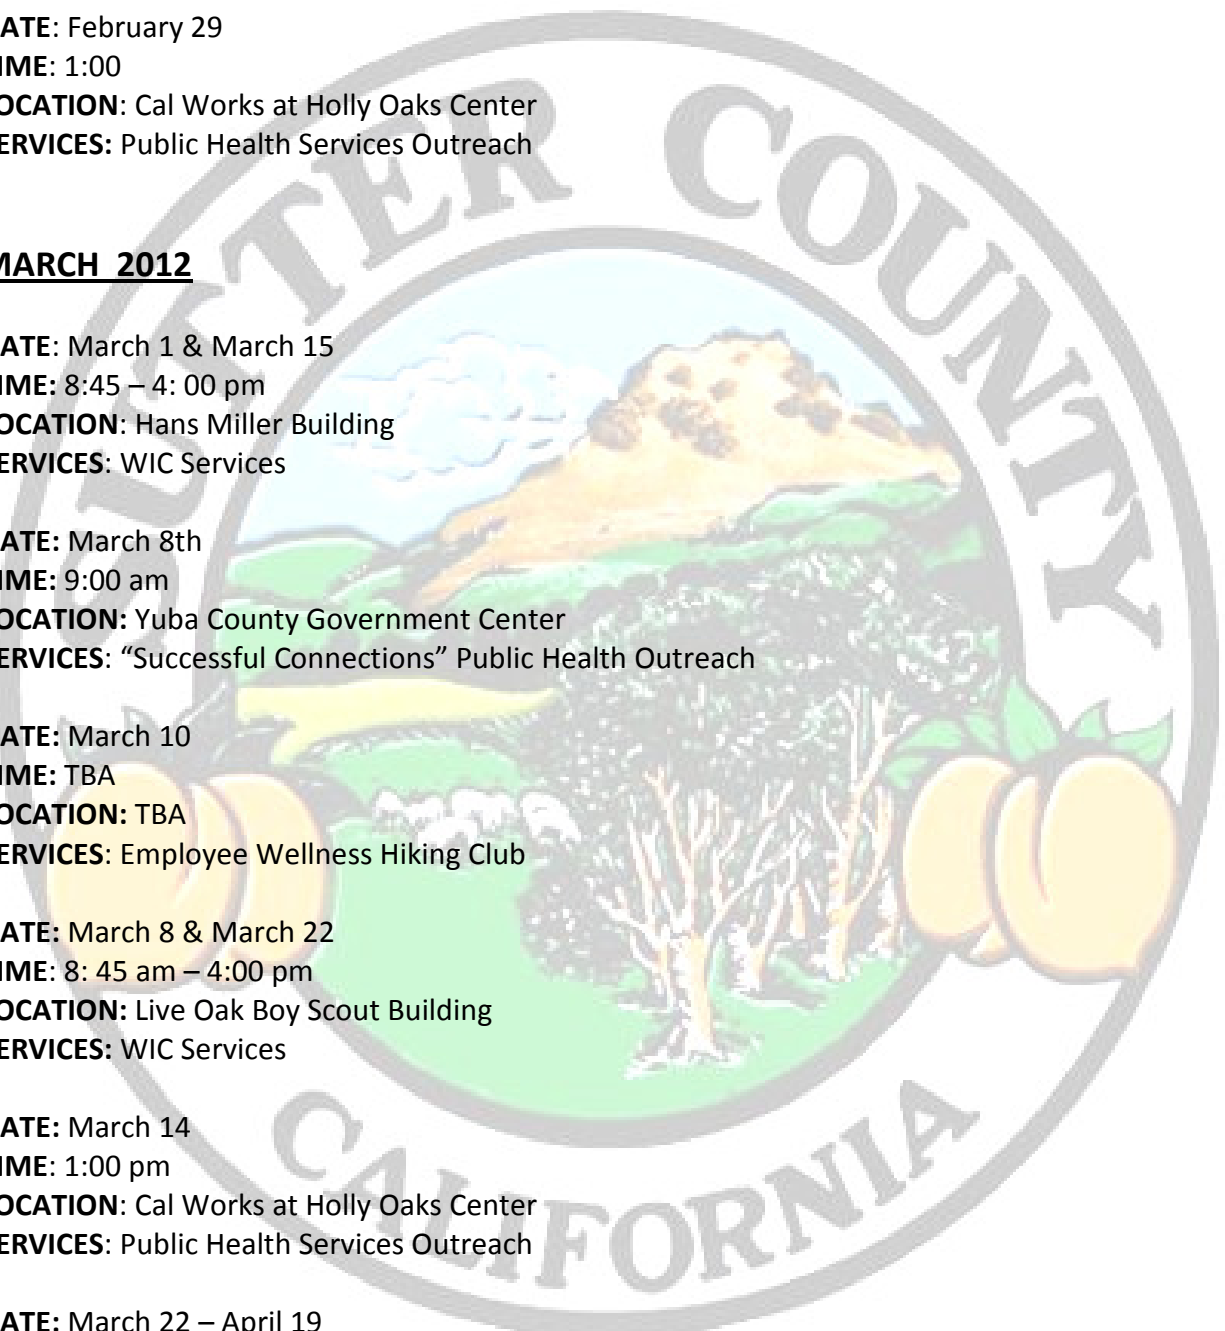 ATE: February 29
IME: 1:00
OCATION: Cal Works at Holly Oaks Center
ERVICES: Public Health Services Outreach
MARCH 2012
ATE: March 1 & March 15
IME: 8:45 – 4: 00 pm
OCATION: Hans Miller Building
ERVICES: WIC Services
ATE: March 8th
IME: 9:00 am
OCATION: Yuba County Government Center
ERVICES: “Successful Connections” Public Health Outreach
ATE: March 10
IME: TBA
OCATION: TBA
ERVICES: Employee Wellness Hiking Club
ATE: March 8 & March 22
IME: 8: 45 am – 4:00 pm
OCATION: Live Oak Boy Scout Building
ERVICES: WIC Services
ATE: March 14
IME: 1:00 pm
OCATION: Cal Works at Holly Oaks Center
ERVICES: Public Health Services Outreach
ATE: March 22 – April 19
SUTTER COUNTY
CALIFORNIA